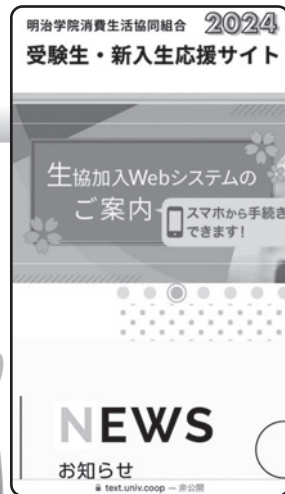 明治学院消費生活協同組合 2024
受験生・新入生応援サイト
生協加入Webシステムの
ご案内
スマホから手続き
できます!
NEWS
お知らせ
text.univ.coop — 非公開